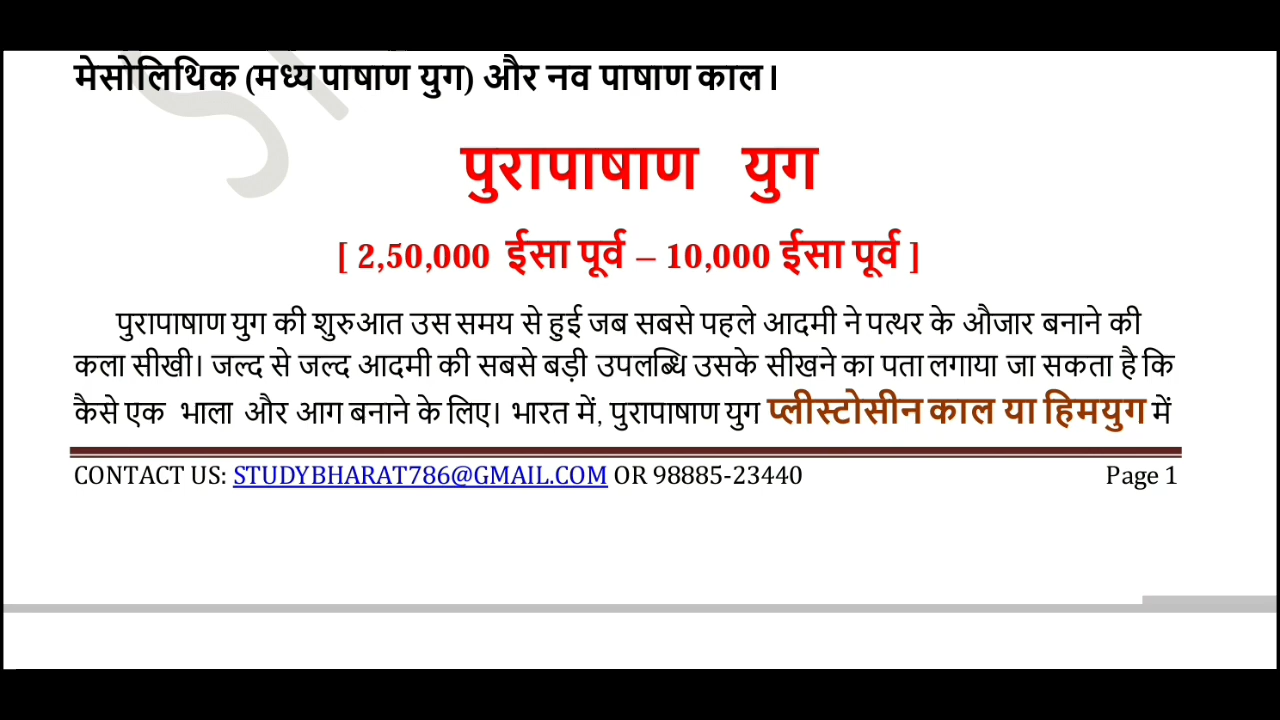 मेसोलिथिक (मध्य पाषाण युग) और नव पाषाण काल।
पुरापाषाण युग
[ 2,50,000 ईसा पूर्व – 10,000 ईसा पूर्व ]
पुरापाषाण युग की शुरुआत उस समय से हुई जब सबसे पहले आदमी ने पत्थर के औजार बनाने की
कला सीखी। जल्द से जल्द आदमी की सबसे बड़ी उपलब्धि उसके सीखने का पता लगाया जा सकता है कि
कैसे एक भाला और आग बनाने के लिए। भारत में, पुरापाषाण युग प्लीस्टोसीन काल या हिमयुग में
CONTACT US: STUDYBHARAT786@GMAIL.COM OR 98885-23440 Page 1